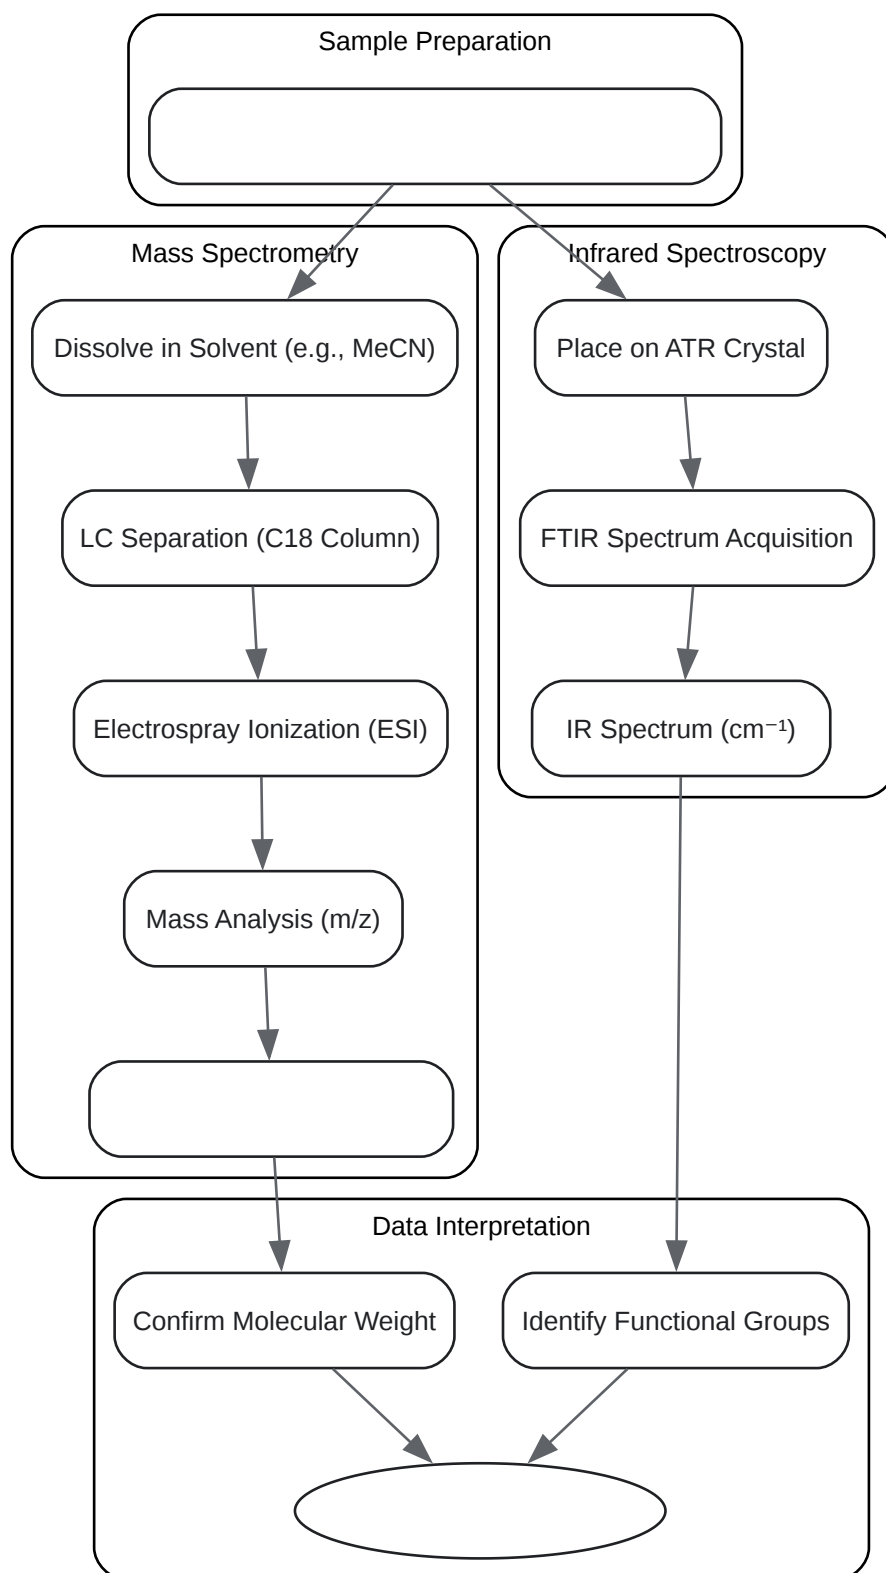 Sample Preparation
Mass Spectrometry
Dissolve in Solvent (e.g., MeCN)
LC Separation (C18 Column)
Electrospray Ionization (ESI)
Mass Analysis (m/z)
Infrared Spectroscopy
Place on ATR Crystal
FTIR Spectrum Acquisition
IR Spectrum (cm⁻¹)
Data Interpretation
Confirm Molecular Weight
Identify Functional Groups